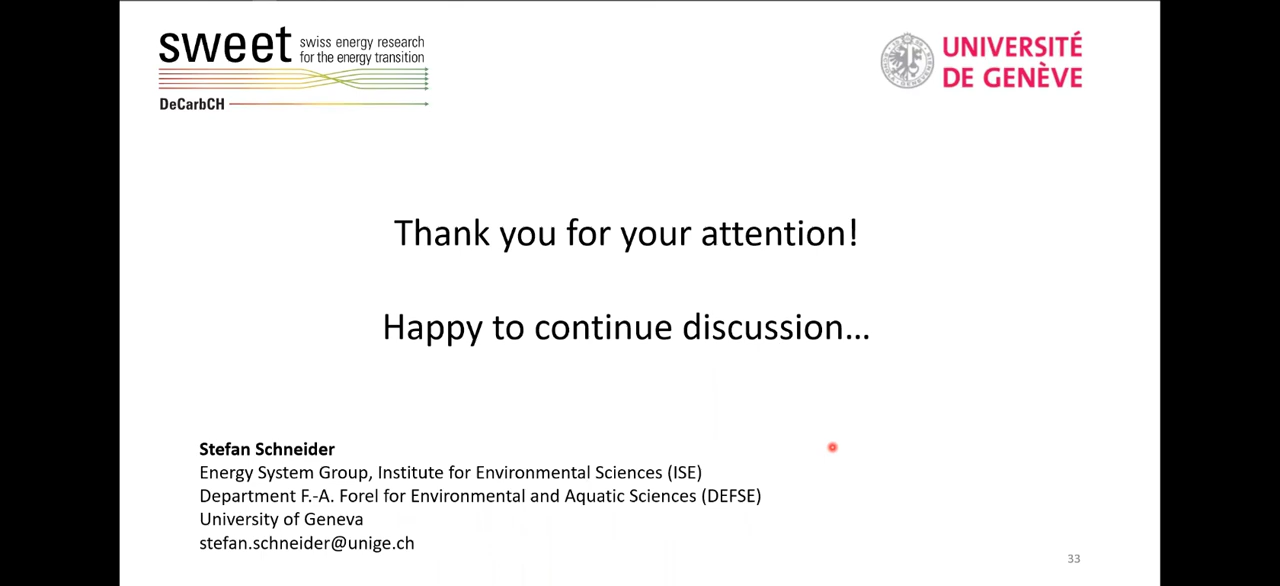 sweet
swiss energy research
for the energy transition
DeCarbCH
UNIVERSITÉ
DE GENÈVE
Thank you for your attention!
Happy to continue discussion...
Stefan Schneider
Energy System Group, Institute for Environmental Sciences (ISE)
Department F.-A. Forel for Environmental and Aquatic Sciences (DEFSE)
University of Geneva
stefan.schneider@unige.ch
33